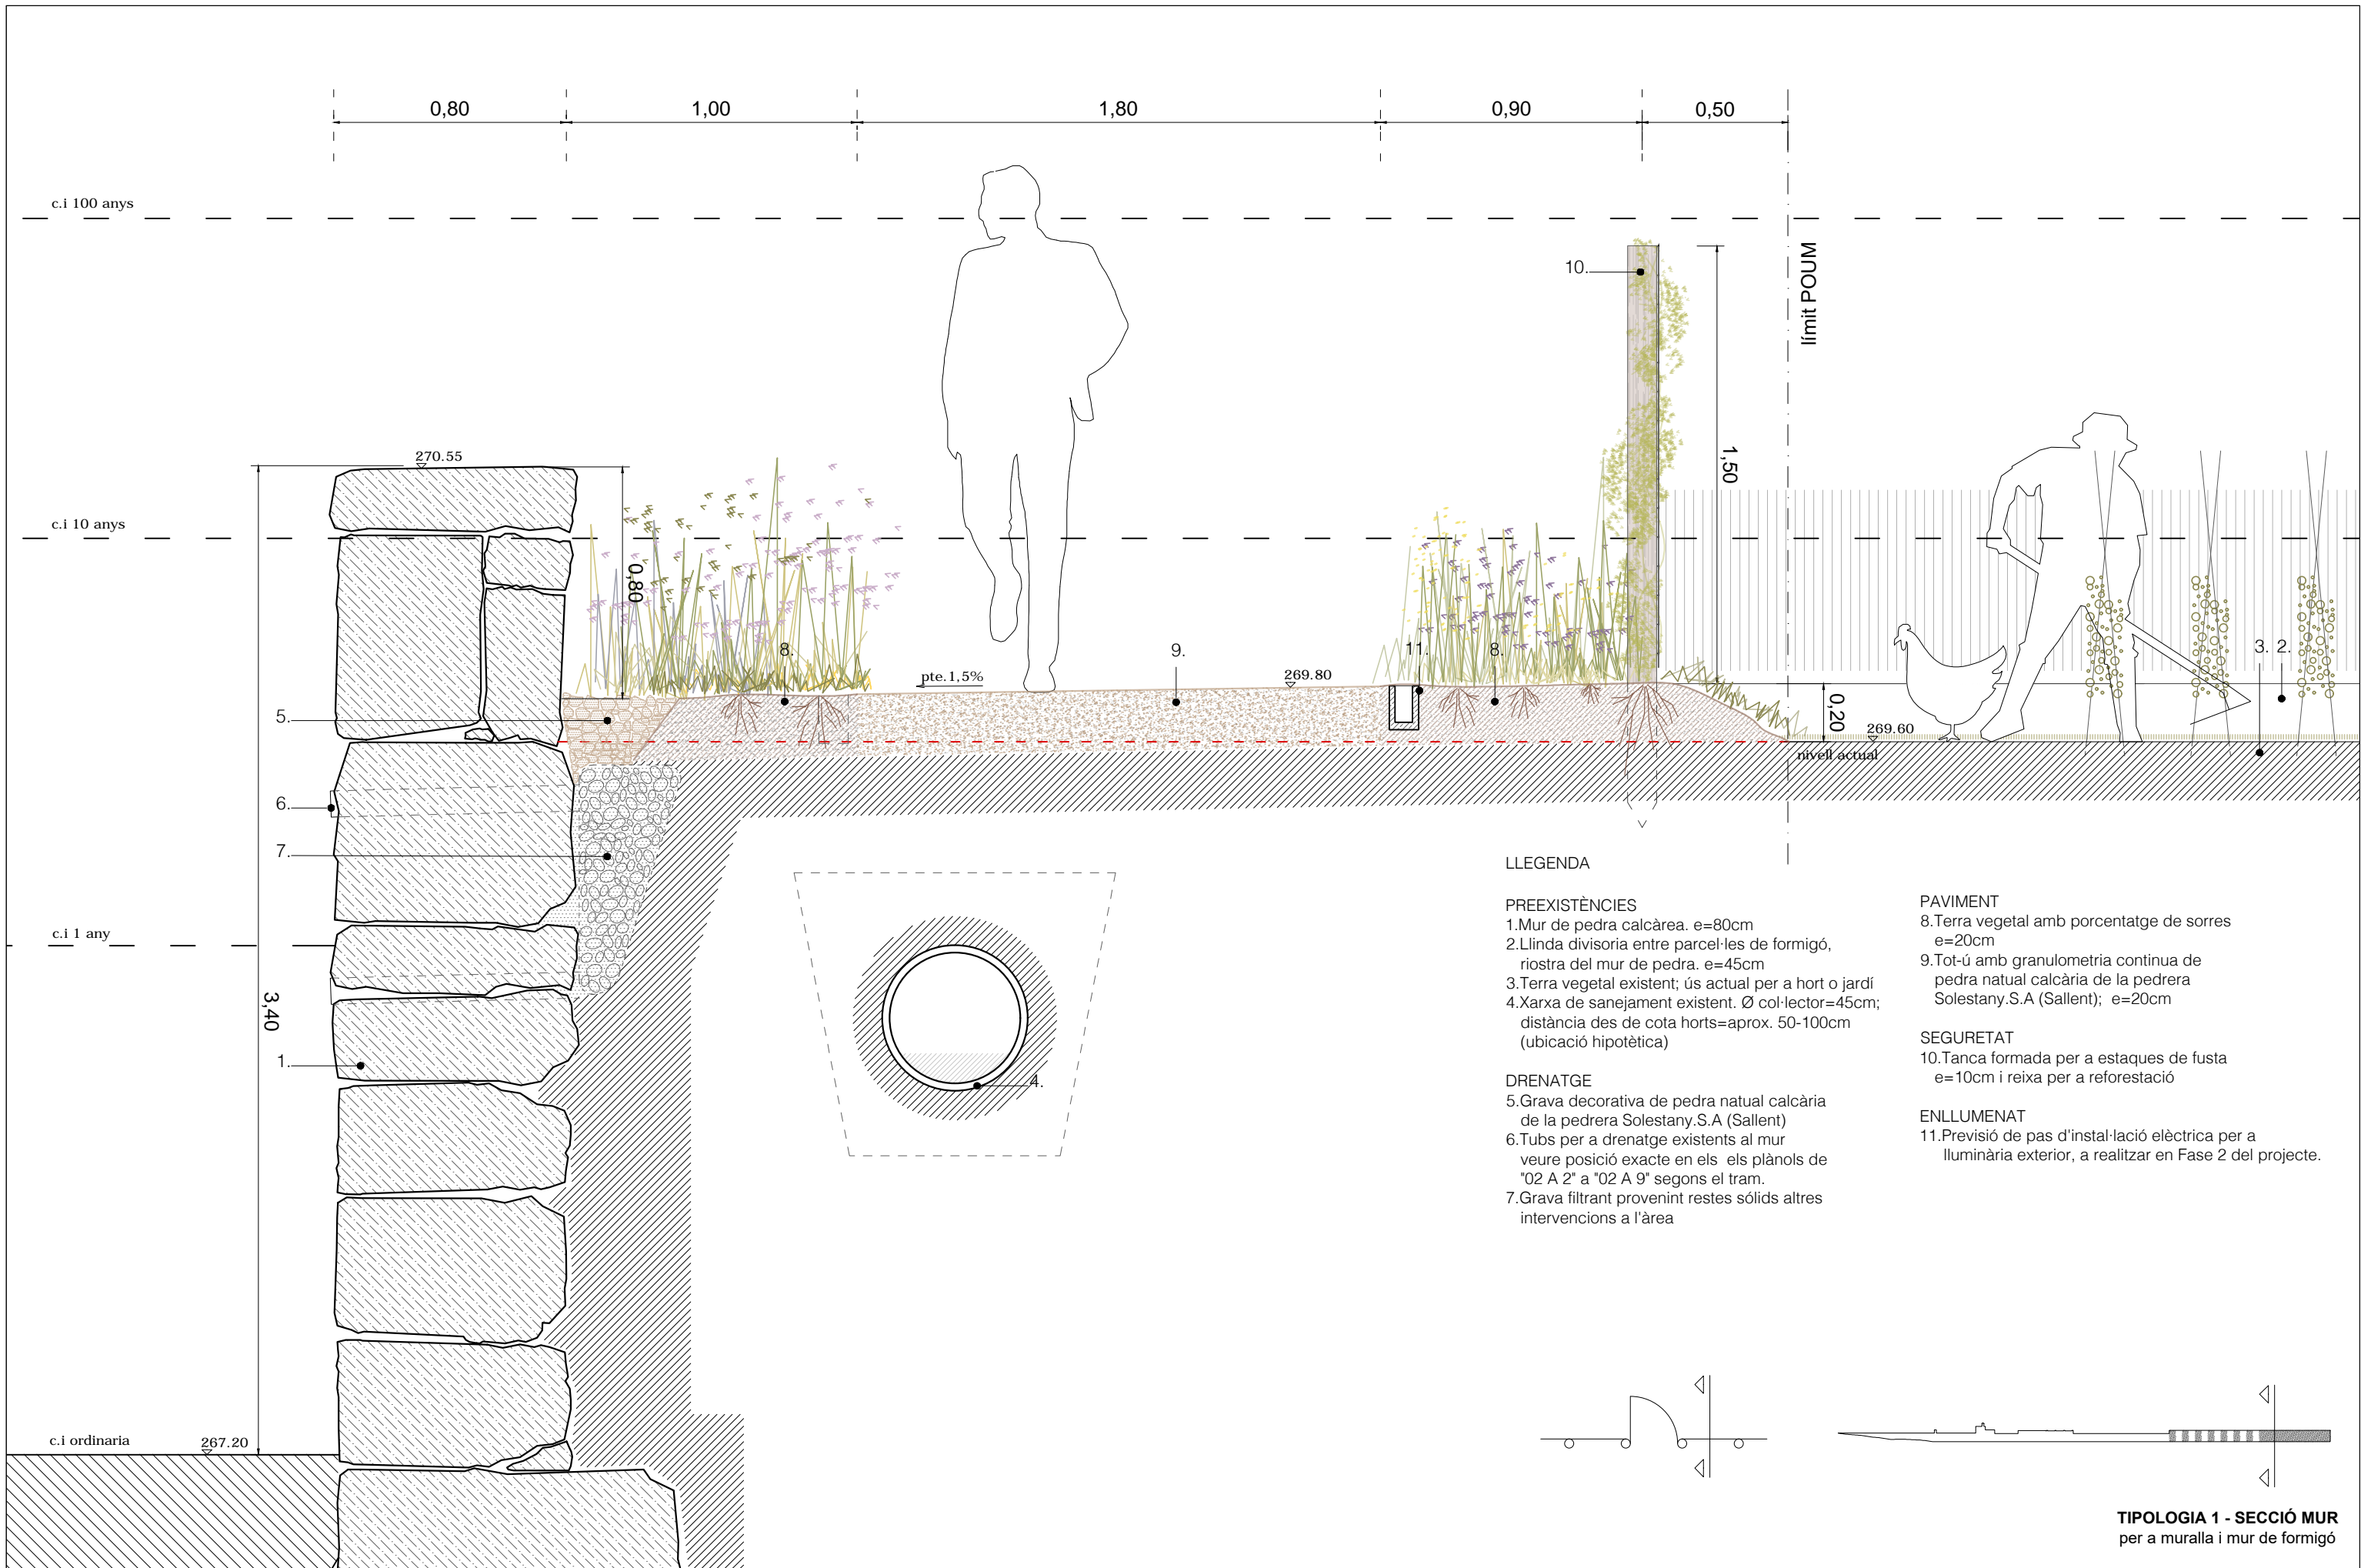 0,80
1,00
1,80
0,90
0,50
c.i 100 anys
límit POUM
10.
1,50
270.55
c.i 10 anys
0,80
8.
9.
11.
8.
3. 2.
pte.1,5%
269.80
5.
0,20
269.60
nivell actual
6.
7.
c.i 1 any
3,40
1.
4.
c.i ordinaria
267.20
LLEGENDA
PREEXISTÈNCIES
1.Mur de pedra calcàrea. e=80cm
2.Llinda divisoria entre parcel·les de formigó,
riostra del mur de pedra. e=45cm
3.Terra vegetal existent; ús actual per a hort o jardí
4.Xarxa de sanejament existent. Ø col·lector=45cm;
distància des de cota horts=aprox. 50-100cm
(ubicació hipotètica)
DRENATGE
5.Grava decorativa de pedra natual calcària
de la pedrera Solestany.S.A (Sallent)
6.Tubs per a drenatge existents al mur
veure posició exacte en els els plànols de
"02 A 2" a "02 A 9" segons el tram.
7.Grava filtrant provenint restes sólids altres
intervencions a l'àrea
PAVIMENT
8.Terra vegetal amb porcentatge de sorres
e=20cm
9.Tot-ú amb granulometria continua de
pedra natual calcària de la pedrera
Solestany.S.A (Sallent); e=20cm
SEGURETAT
10.Tanca formada per a estaques de fusta
e=10cm i reixa per a reforestació
ENLLUMENAT
11.Previsió de pas d'instal·lació elèctrica per a
lluminària exterior, a realitzar en Fase 2 del projecte.
TIPOLOGIA 1 - SECCIÓ MUR
per a muralla i mur de formigó